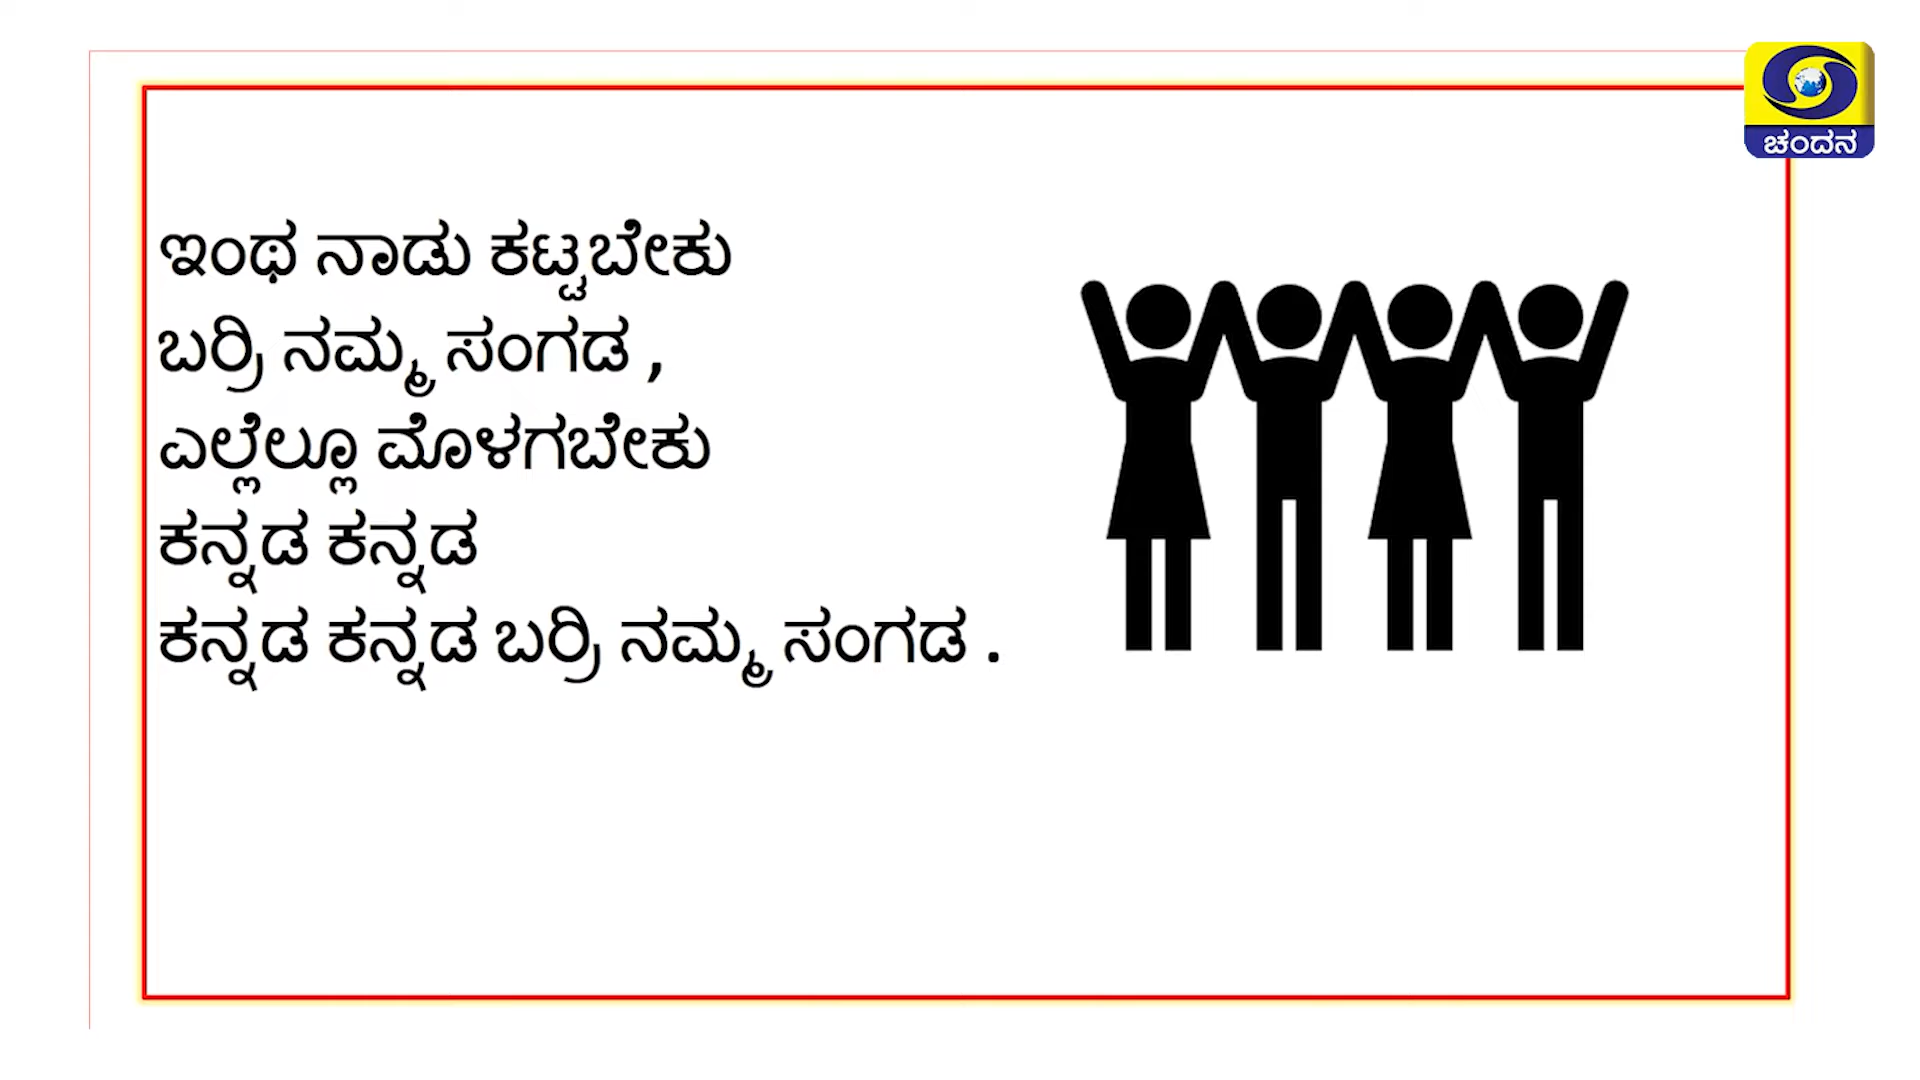 ಚಂದನ
ಇಂಥ ನಾಡು ಕಟ್ಟಬೇಕು
ಬರ್ರಿ ನಮ್ಮ ಸಂಗಡ ,
ಎಲ್ಲೆಲ್ಲೂ ಮೊಳಗಬೇಕು
ಕನ್ನಡ ಕನ್ನಡ
ಕನ್ನಡ ಕನ್ನಡ ಬರ್ರಿ ನಮ್ಮ ಸಂಗಡ .